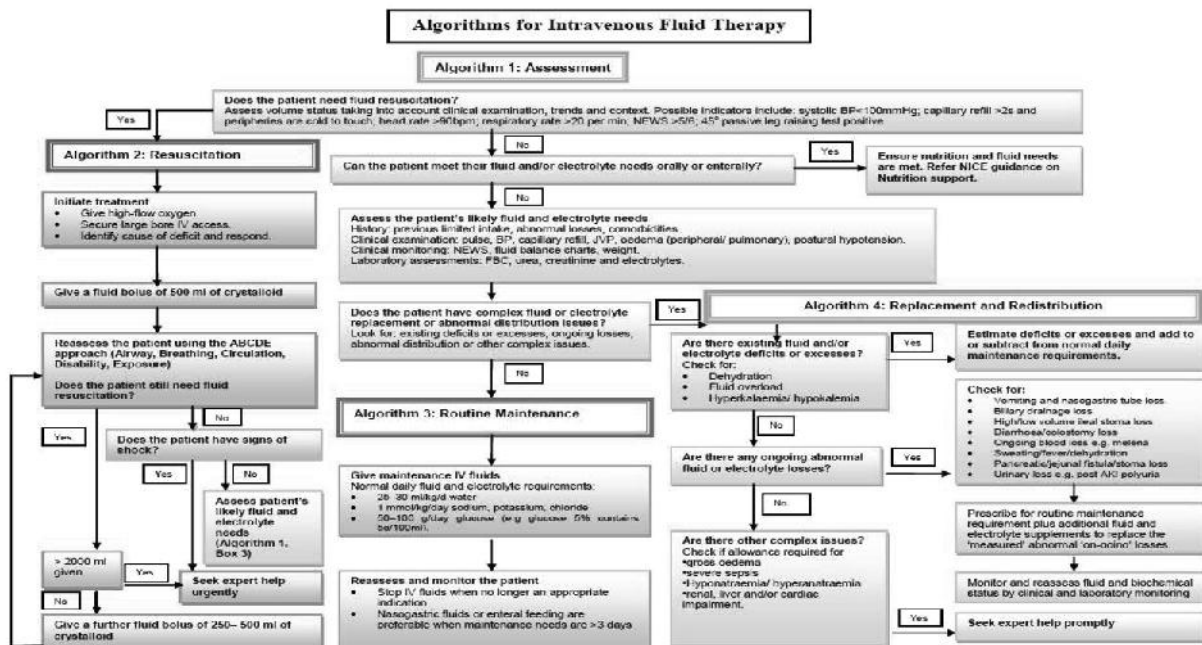 Algorithms for Intravenous Fluid Therapy
Algorithm 1: Assessment
Does the patient need fluid resuscitation?
Assess volume status taking into account clinical examination, trends and context. Possible indicators include: systolic BP<100mmHg; capillary refill >2s and
peripheries are cold to touch; heart rate >90bpm; respiratory rate >20 per min; NEWS >5/6; 45° passive leg raising test positive
Yes
No
Algorithm 2: Resuscitation
Can the patient meet their fluid and/or electrolyte needs orally or enterally?
Yes
Ensure nutrition and fluid needs
are met. Refer NICE guidance on
Nutrition support.
No
Initiate treatment
• Give high-flow oxygen.
• Secure large bore IV access.
• Identify cause of deficit and respond.
Assess the patient's likely fluid and electrolyte needs
History: previous limited intake, abnormal losses, comorbidities.
Clinical examination: pulse, BP, capillary refill, JVP, oedema (peripheral/ pulmonary), postural hypotension.
Clinical monitoring: NEWS, fluid balance charts, weight.
Laboratory assessments: FBC, urea, creatinine and electrolytes.
Give a fluid bolus of 500 ml of crystalloid
Does the patient have complex fluid or electrolyte
replacement or abnormal distribution issues?
Look for: existing deficits or excesses, ongoing losses,
abnormal distribution or other complex issues.
Yes
No
Algorithm 4: Replacement and Redistribution
Reassess the patient using the ABCDE
approach (Airway, Breathing, Circulation,
Disability, Exposure)
Does the patient still need fluid
resuscitation?
Yes
No
Does the patient have signs of
shock?
Yes
No
Assess patient's
likely fluid and
electrolyte
needs
(Algorithm 1,
Box 3)
> 2000 ml
given
Yes
Seek expert help
urgently
No
Give a further fluid bolus of 250– 500 ml of
crystalloid
Algorithm 3: Routine Maintenance
Give maintenance IV fluids
Normal daily fluid and electrolyte requirements:
• 25–30 ml/kg/d water
• 1 mmol/kg/day sodium, potassium, chloride
• 50–100 g/day glucose (e.g glucose 5% contains
5g/100ml).
Reassess and monitor the patient
• Stop IV fluids when no longer an appropriate
indication
• Nasogastric fluids or enteral feeding are
preferable when maintenance needs are >3 days
Are there existing fluid and/or
electrolyte deficits or excesses?
Check for:
• Dehydration
• Fluid overload
• Hyperkalaemia/ hypokalemia
Yes
Estimate deficits or excesses and add to
or subtract from normal daily
maintenance requirements.
No
Are there any ongoing abnormal
fluid or electrolyte losses?
Yes
Check for:
• Vomiting and nasogastric tube loss
• Biliary drainage loss
• Highflow volume ileal stoma loss
• Diarrhoea/colostomy loss
• Ongoing blood loss e.g. melena
• Sweating/fever/dehydration
• Pancreatic/jejunal fistula/stoma loss
• Urinary loss e.g. post AKI polyuria
Prescribe for routine maintenance
requirement plus additional fluid and
electrolyte supplements to replace the
'measured' abnormal 'on-going' losses
Monitor and reassess fluid and biochemical
status by clinical and laboratory monitoring
No
Are there other complex issues?
Check if allowance required for
•gross oedema
•severe sepsis
•Hyponatraemia/ hyperanatraemia
•renal, liver and/or cardiac
impairment.
Yes
Seek expert help promptly